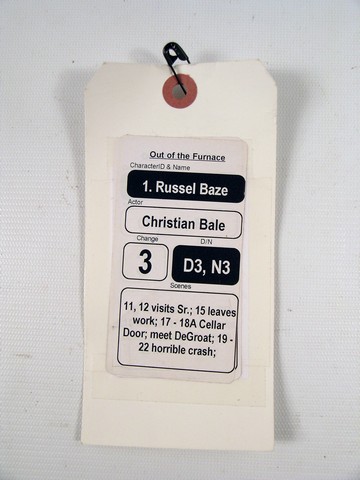 Out of the Furnace
CharacterID & Name
1. Russel Baze
Actor
Christian Bale
Change D/N
3 D3, N3
Scenes
11, 12 visits Sr.; 15 leaves
work; 17 - 18A Cellar
Door; meet DeGroat; 19 -
22 horrible crash;